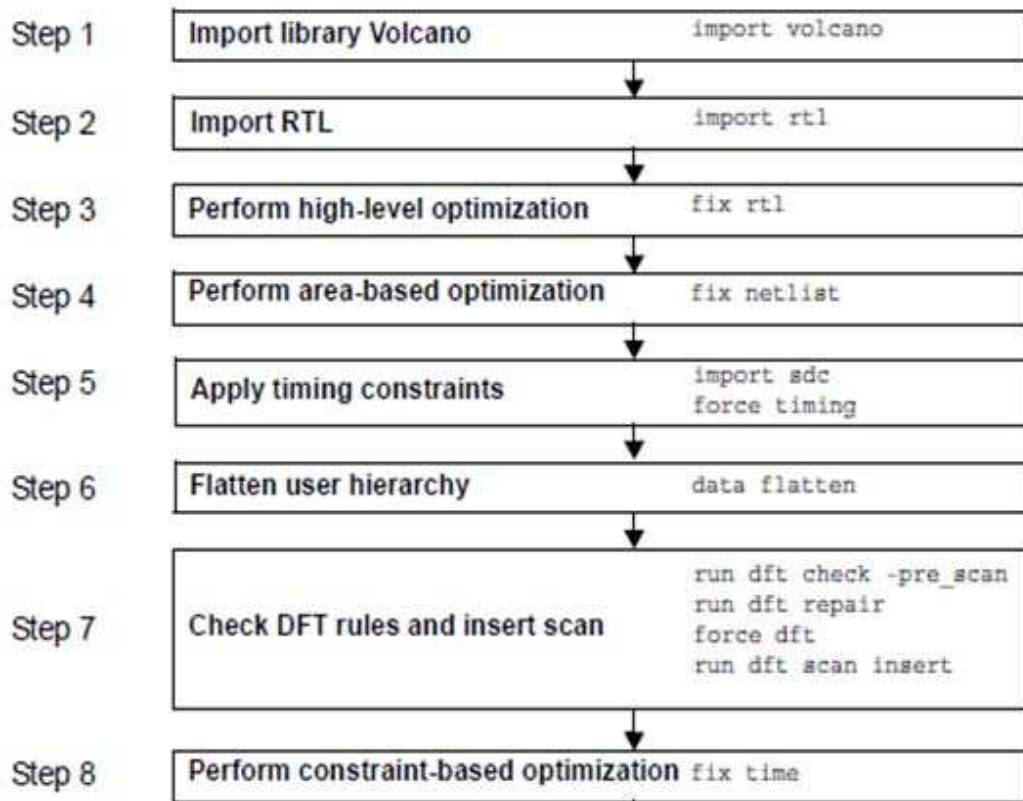 Step 1 Import library Volcano import volcano
Step 2 Import RTL import rtl
Step 3 Perform high-level optimization fix rtl
Step 4 Perform area-based optimization fix netlist
Step 5 Apply timing constraints import sdc
force timing
Step 6 Flatten user hierarchy data flatten
Step 7 Check DFT rules and insert scan run dft check -pre_scan
run dft repair
force dft
run dft scan insert
Step 8 Perform constraint-based optimization fix time